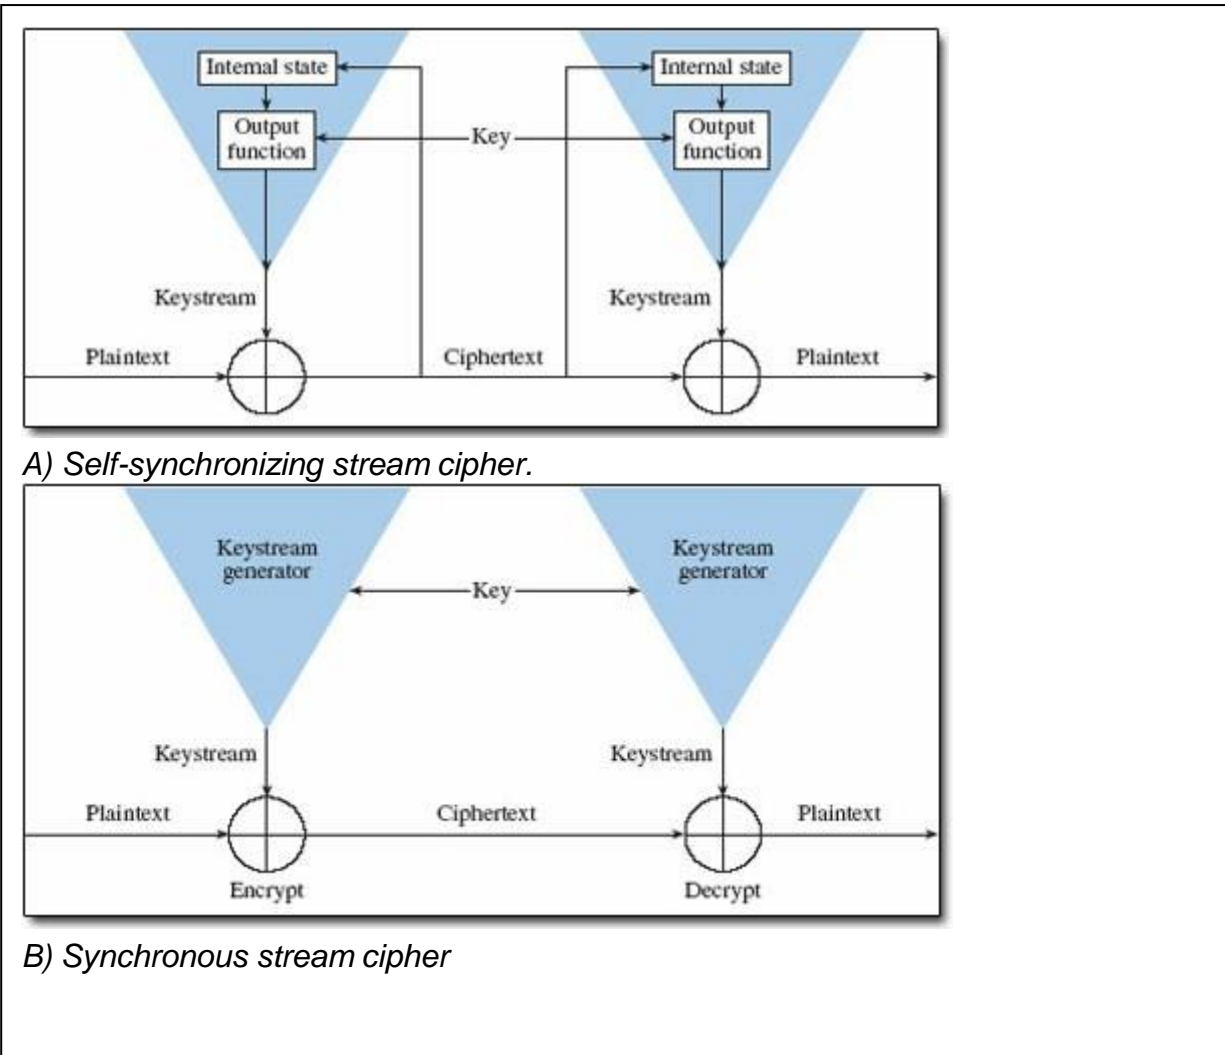 Internal state
Internal state
Output
function
Key
Output
function
Keystream
Keystream
Plaintext
Ciphertext
Plaintext
A) Self-synchronizing stream cipher.
Keystream
generator
Keystream
generator
Key
Keystream
Keystream
Plaintext
Ciphertext
Plaintext
Encrypt
Decrypt
B) Synchronous stream cipher